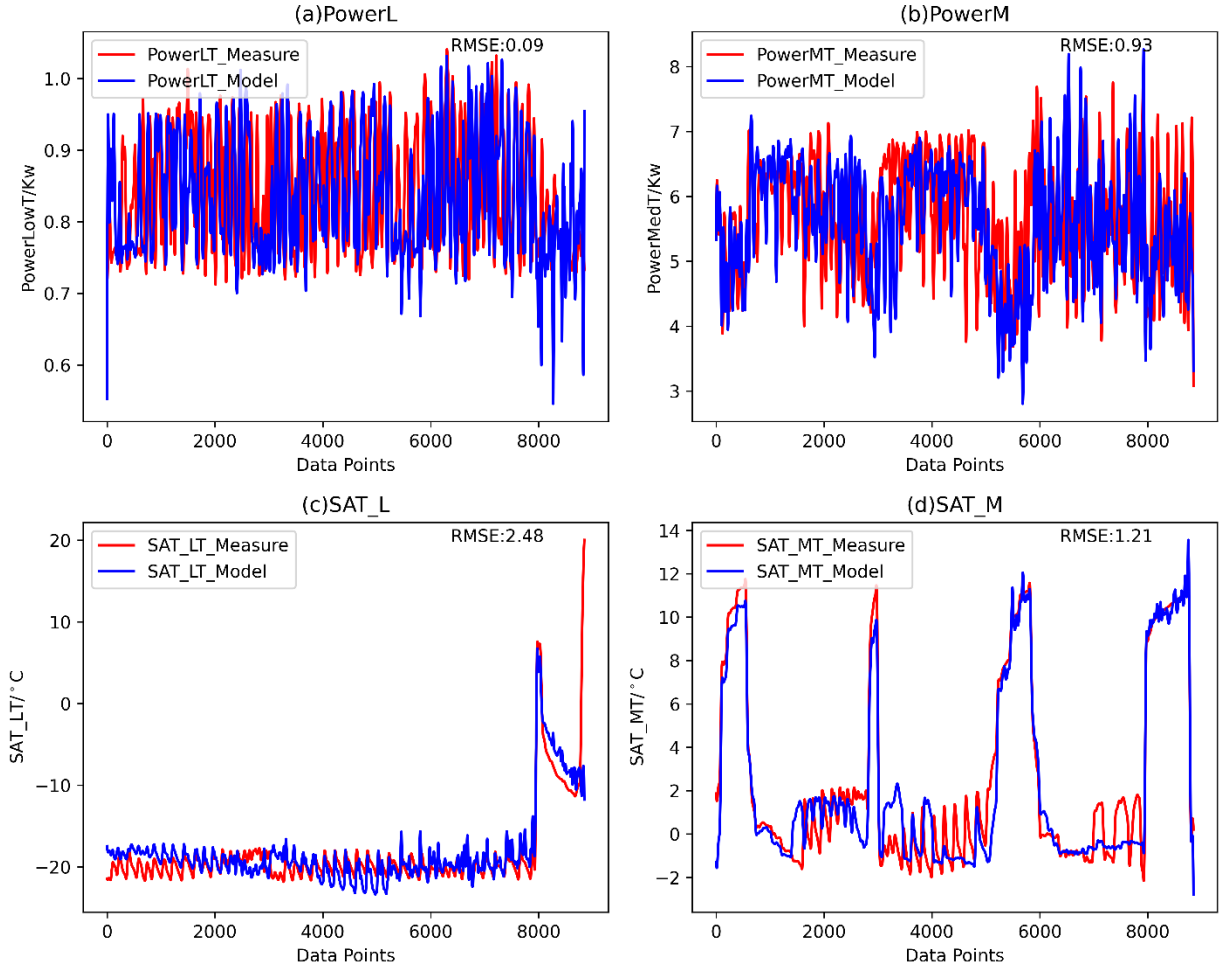 (a)PowerL
RMSE:0.09
PowerLT_Measure
PowerLT_Model
PowerLowT/Kw
1.0
0.9
0.8
0.7
0.6
0
2000
4000
6000
8000
Data Points
(b)PowerM
RMSE:0.93
PowerMT_Measure
PowerMT_Model
PowerMedT/Kw
8
7
6
5
4
3
0
2000
4000
6000
8000
Data Points
(c)SAT_L
RMSE:2.48
SAT_LT_Measure
SAT_LT_Model
SAT_LT/°C
20
10
0
−10
−20
0
2000
4000
6000
8000
Data Points
(d)SAT_M
RMSE:1.21
SAT_MT_Measure
SAT_MT_Model
SAT_MT/°C
14
12
10
8
6
4
2
0
−2
0
2000
4000
6000
8000
Data Points